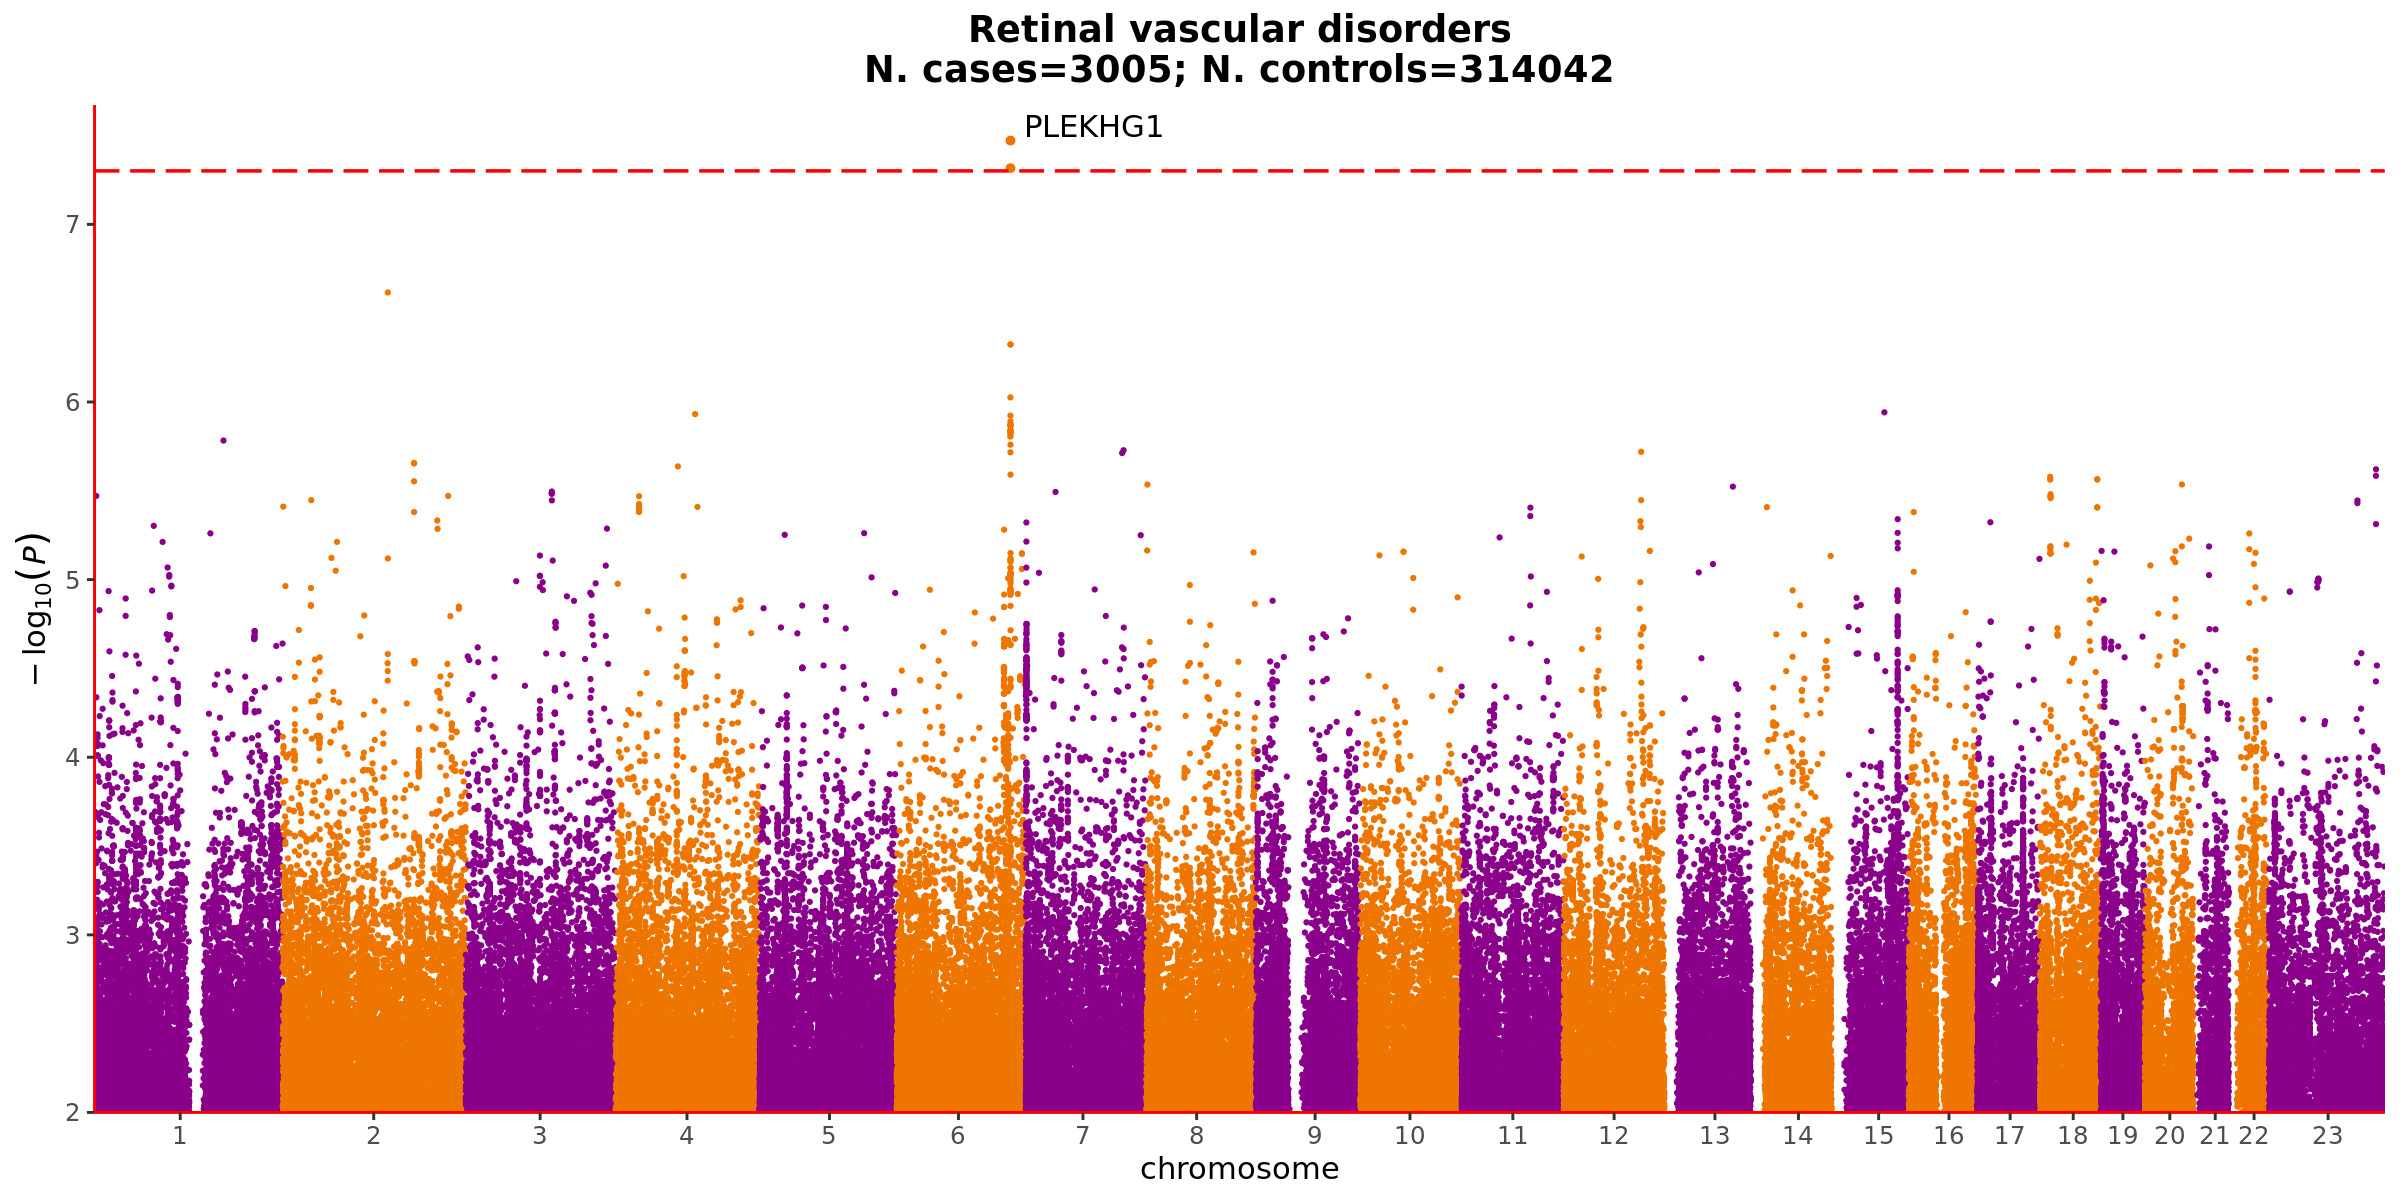 Retinal vascular disorders
N. cases=3005; N. controls=314042
PLEKHG1
7
6
5
4
3
2
−log10(P)
1 2 3 4 5 6 7 8 9 10 11 12 13 14 15 16 17 18 19 20 21 22 23
chromosome